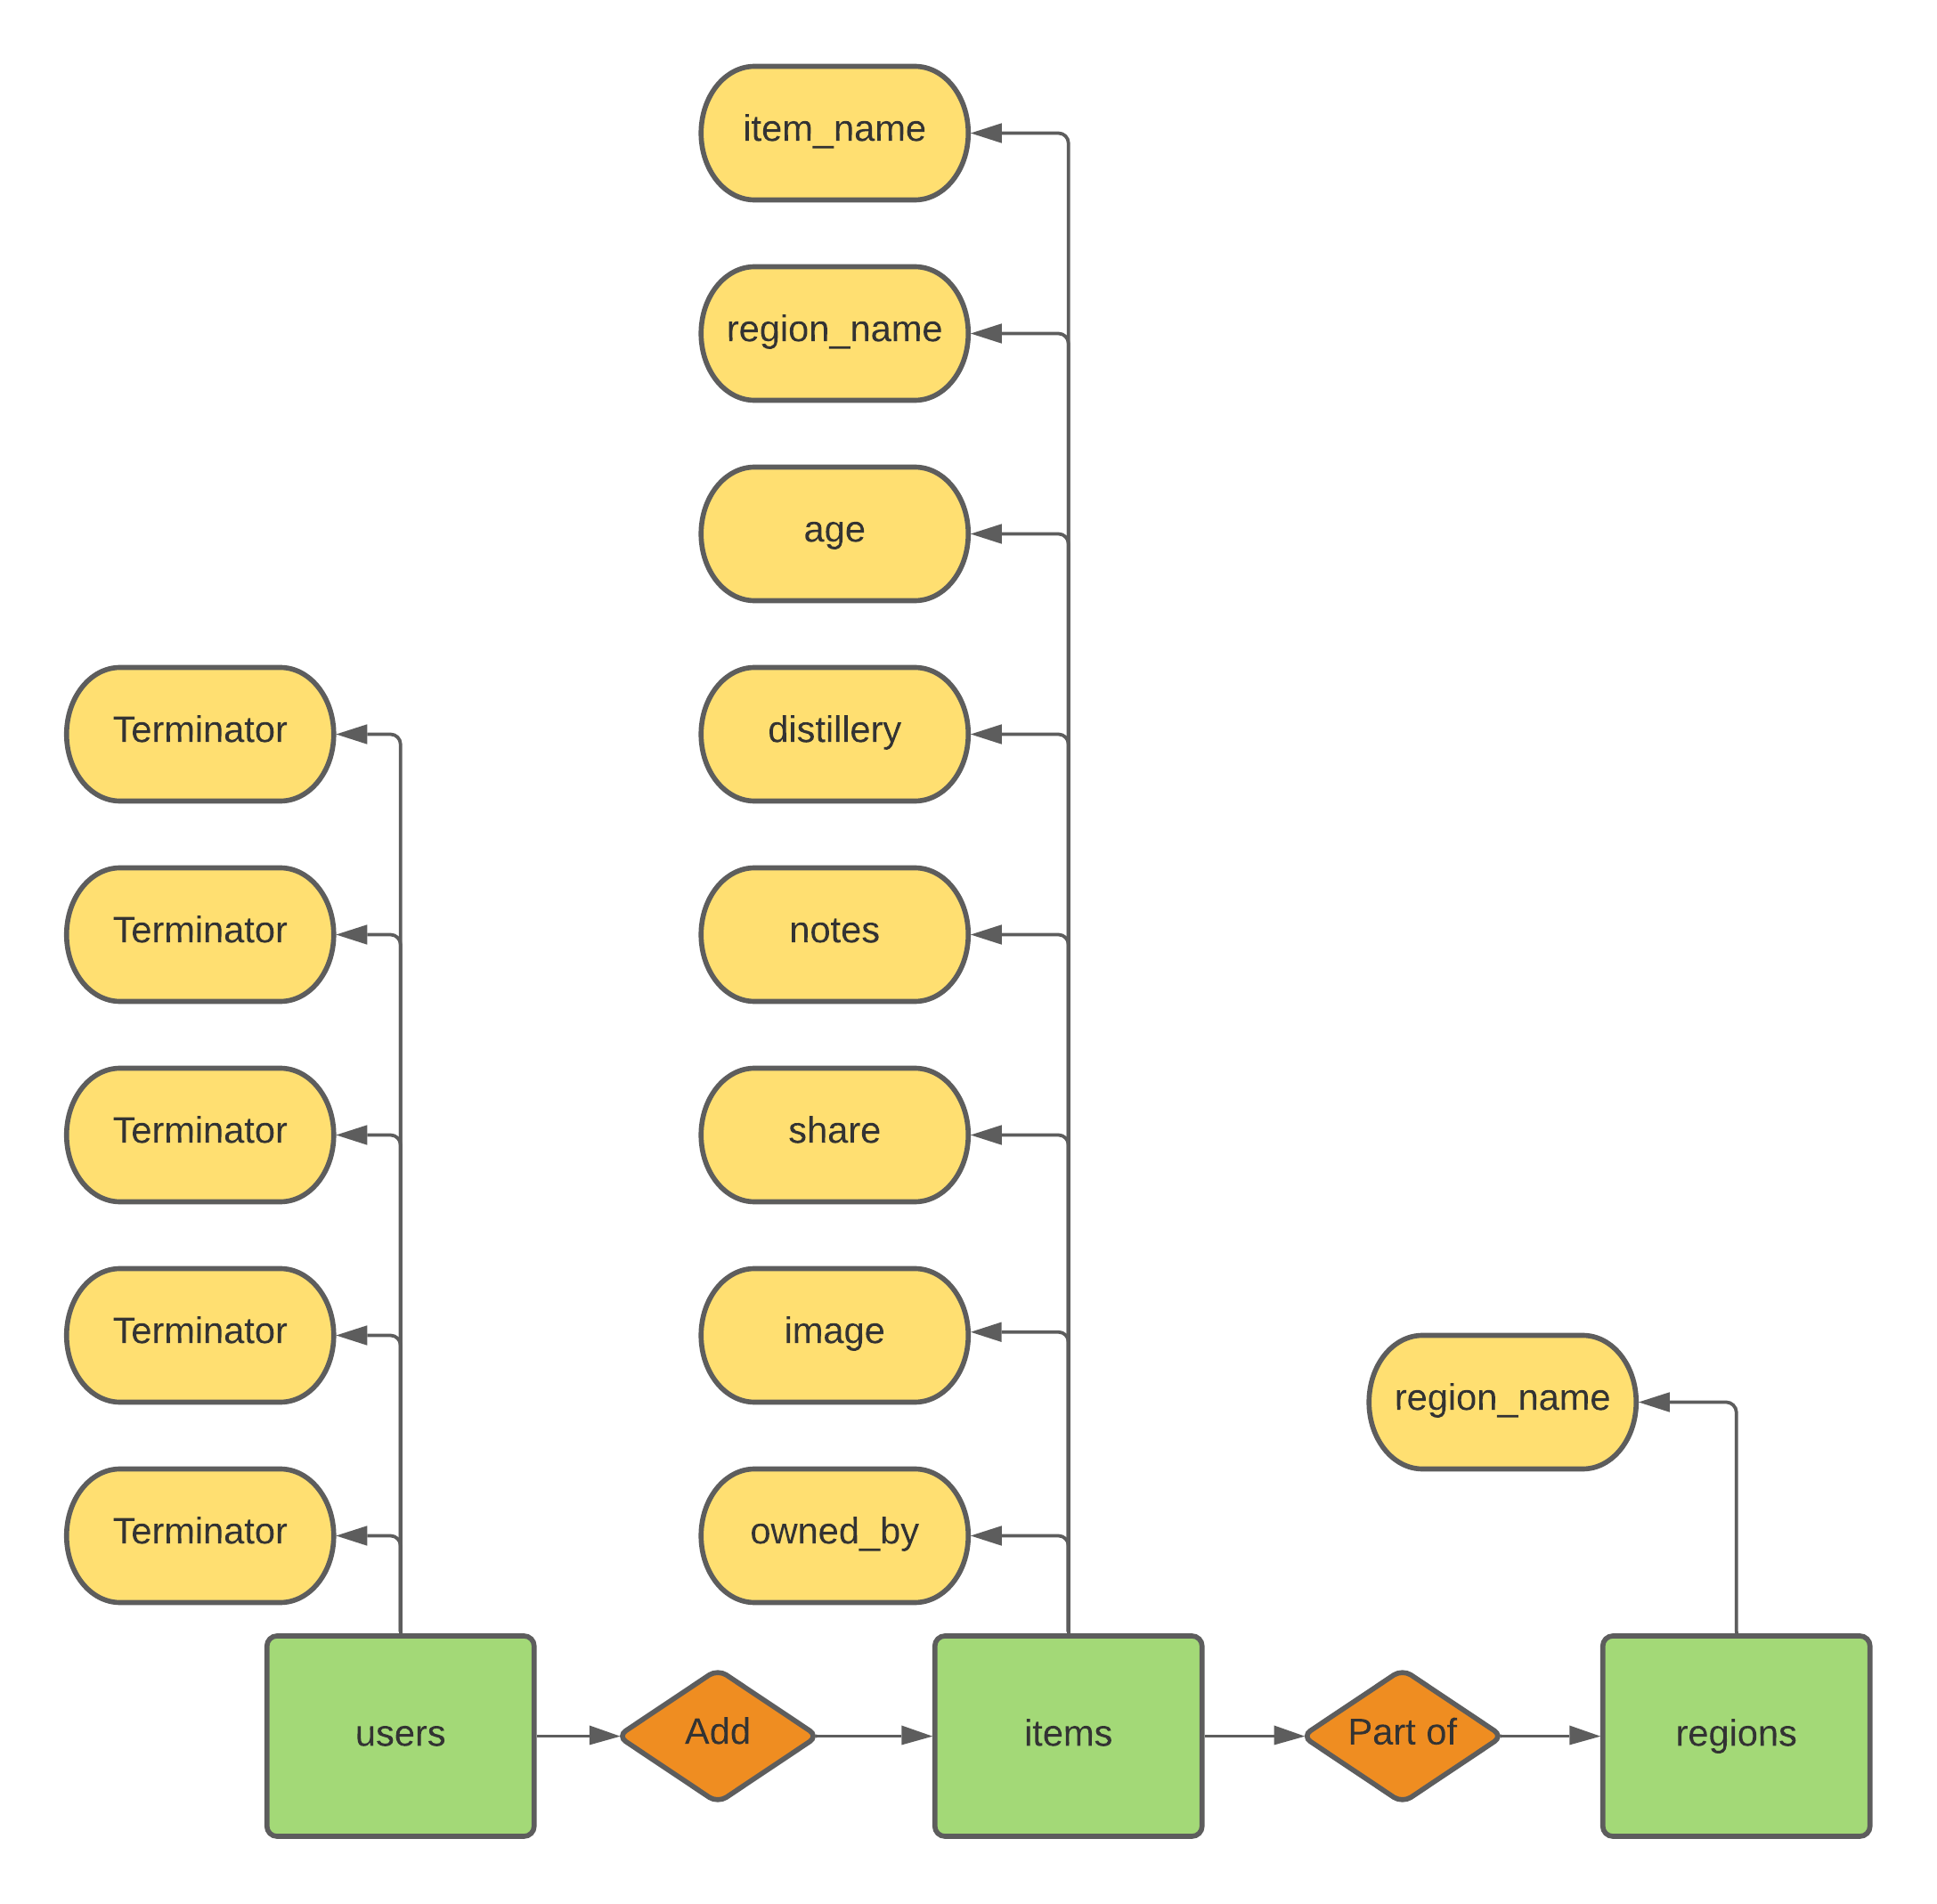 item_name
region_name
age
distillery
notes
share
image
owned_by
Terminator
Terminator
Terminator
Terminator
Terminator
region_name
users
Add
items
Part of
regions